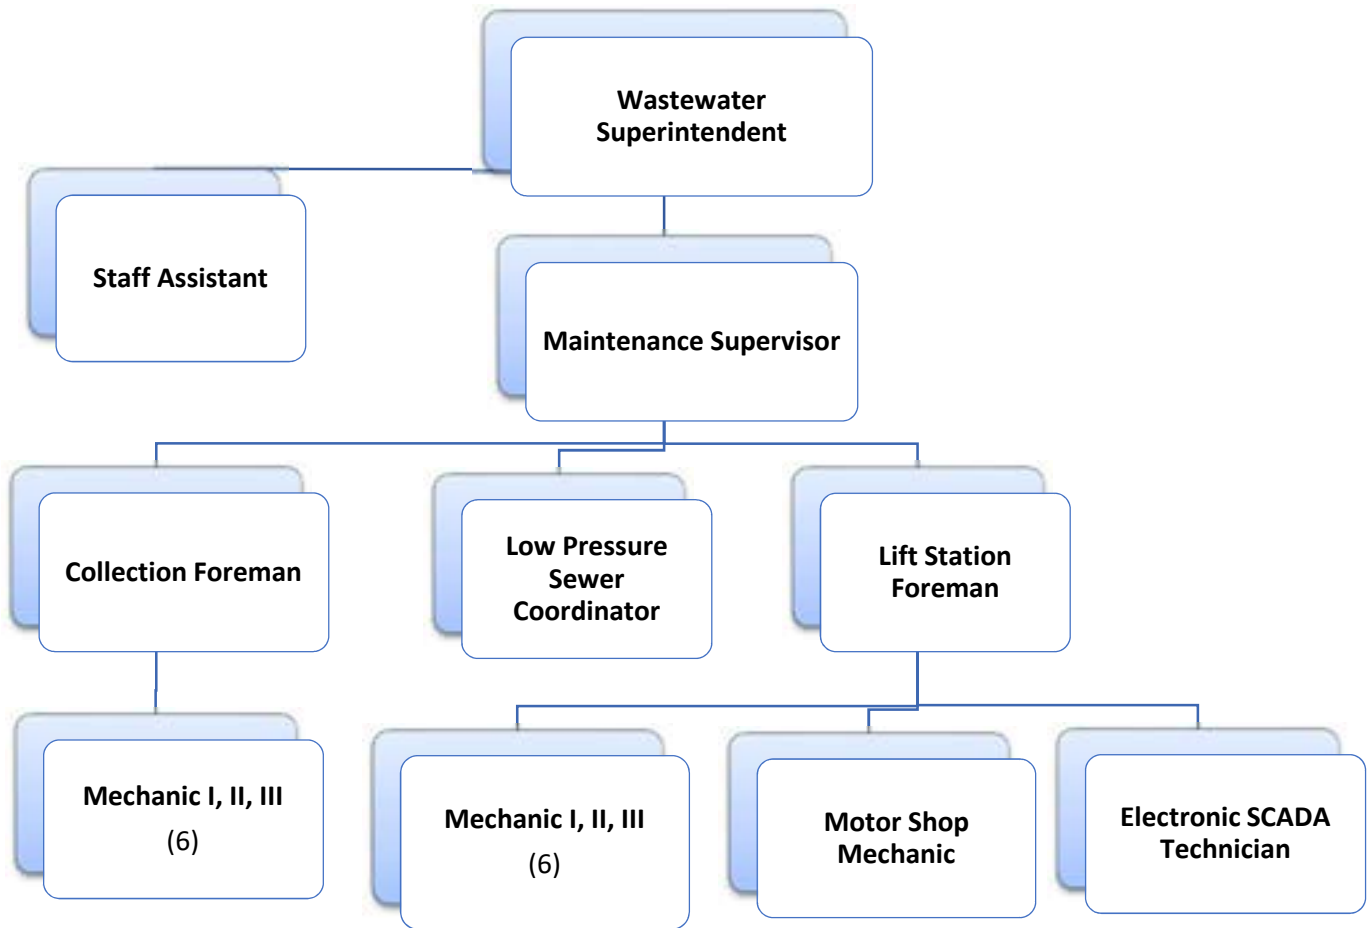 Wastewater
Superintendent
Staff Assistant
Maintenance Supervisor
Collection Foreman
Low Pressure
Sewer
Coordinator
Lift Station
Foreman
Mechanic I, II, III
(6)
Mechanic I, II, III
(6)
Motor Shop
Mechanic
Electronic SCADA
Technician